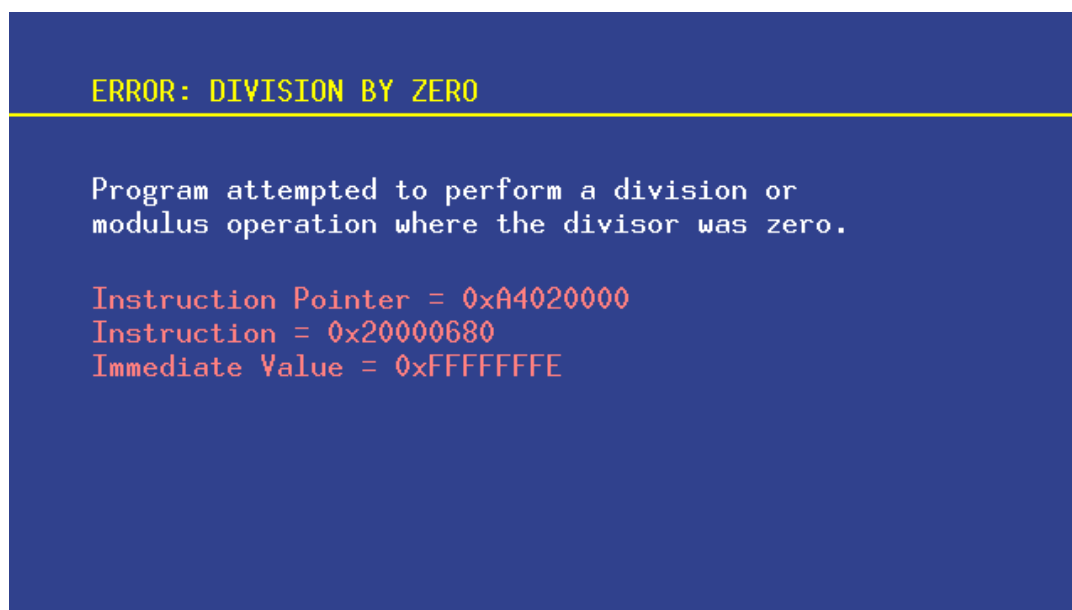 ERROR: DIVISION BY ZERO
Program attempted to perform a division or
modulus operation where the divisor was zero.
Instruction Pointer = 0xA4020000
Instruction = 0x20000680
Immediate Value = 0xFFFFFFFE